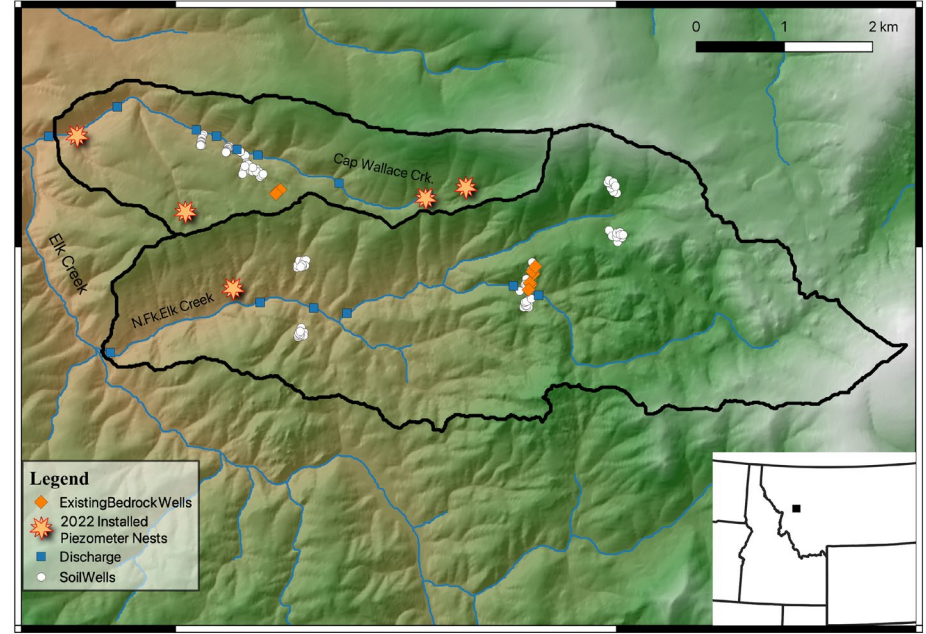 0 1 2 km
Cap Wallace Crk.
Elk Creek
N.Fk.Elk Creek
Legend
ExistingBedrockWells
2022 Installed
Piezometer Nests
Discharge
SoilWells